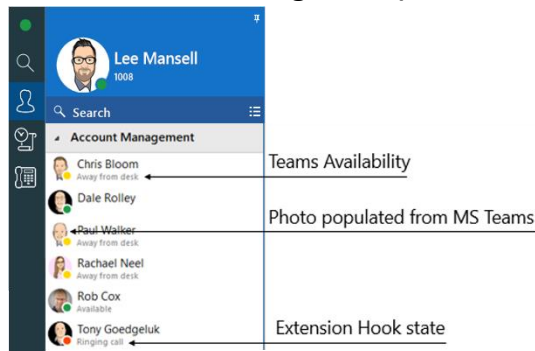 Lee Mansell
1008
Search
Account Management
Chris Bloom
Away from desk
Teams Availability
Dale Rolley
Photo populated from MS Teams
Paul Walker
Away from desk
Rachael Neel
Away from desk
Rob Cox
Available
Tony Goedgeluk
Ringing call
Extension Hook state